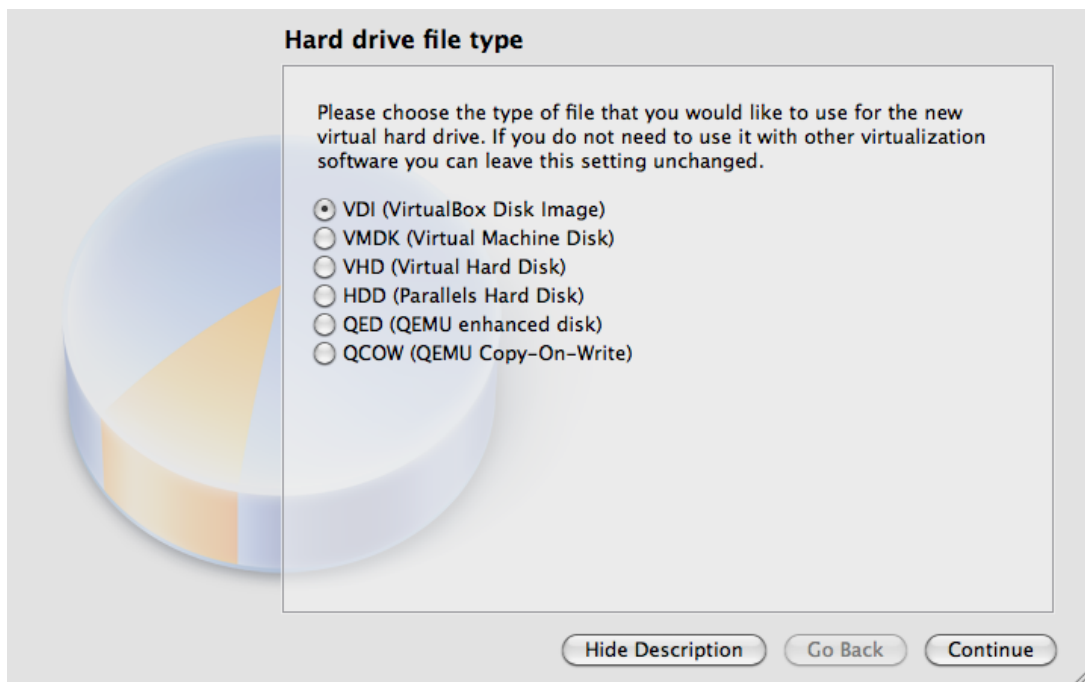 Hard drive file type
Please choose the type of file that you would like to use for the new
virtual hard drive. If you do not need to use it with other virtualization
software you can leave this setting unchanged.
VDI (VirtualBox Disk Image)
VMDK (Virtual Machine Disk)
VHD (Virtual Hard Disk)
HDD (Parallels Hard Disk)
QED (QEMU enhanced disk)
QCOW (QEMU Copy-On-Write)
Hide Description
Go Back
Continue